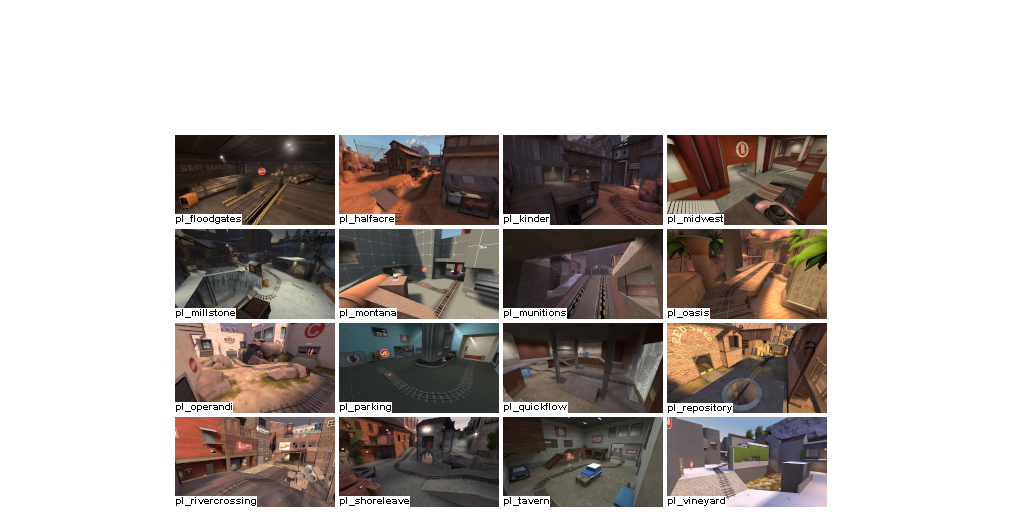 pl_floodgates
pl_halfacre
pl_kinder
pl_midwest
pl_millstone
pl_montana
pl_munitions
pl_oasis
pl_operandi
pl_parking
pl_quickflow
pl_repository
pl_rivercrossing
pl_shoreleave
pl_tavern
pl_vineyard